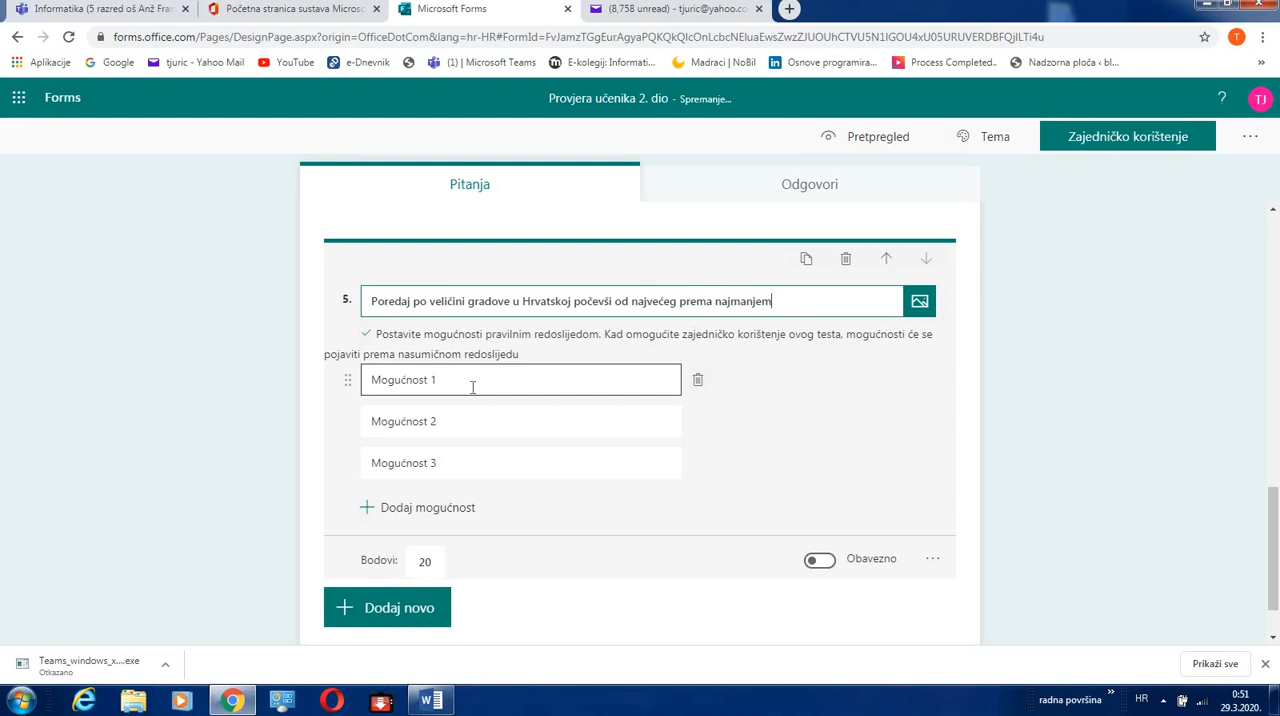 Informatika (5 razred oš Anž Fran
Početna stranica sustava Microso
Microsoft Forms
(8,758 unread) - tjuric@yahoo.co
forms.office.com/Pages/DesignPage.aspx?origin=OfficeDotCom&lang=hr-HR#FormId=FvJamzTGgEurAgyaPQKQkQlcOnLcbcNEIuaEwsZwzZJUOUhCTVU5N1lGOU4xU05URUVERDBFQjlLTi4u
T
Aplikacije
Google
tjuric - Yahoo Mail
YouTube
e-Dnevnik
(1) | Microsoft Teams
E-kolegij: Informati...
Madraci / NoBil
Osnove programira...
Process Completed..
Nadzorna ploča ‹ bl...
»
Forms
Provjera učenika 2. dio - Spremanje...
?
TJ
Pretpregled
Tema
Zajedničko korištenje
...
Pitanja
Odgovori
5.
Poredaj po veličini gradove u Hrvatskoj počevši od najvećeg prema najmanjem
Postavite mogućnosti pravilnim redoslijedom. Kad omogućite zajedničko korištenje ovog testa, mogućnosti će se
pojaviti prema nasumičnom redoslijedu
Mogućnost 1
Mogućnost 2
Mogućnost 3
Dodaj mogućnost
Bodovi:
20
Obavezno
...
Dodaj novo
Teams_windows_x....exe
Otkazano
Prikaži sve
radna površina
»
HR
0:51
29.3.2020.